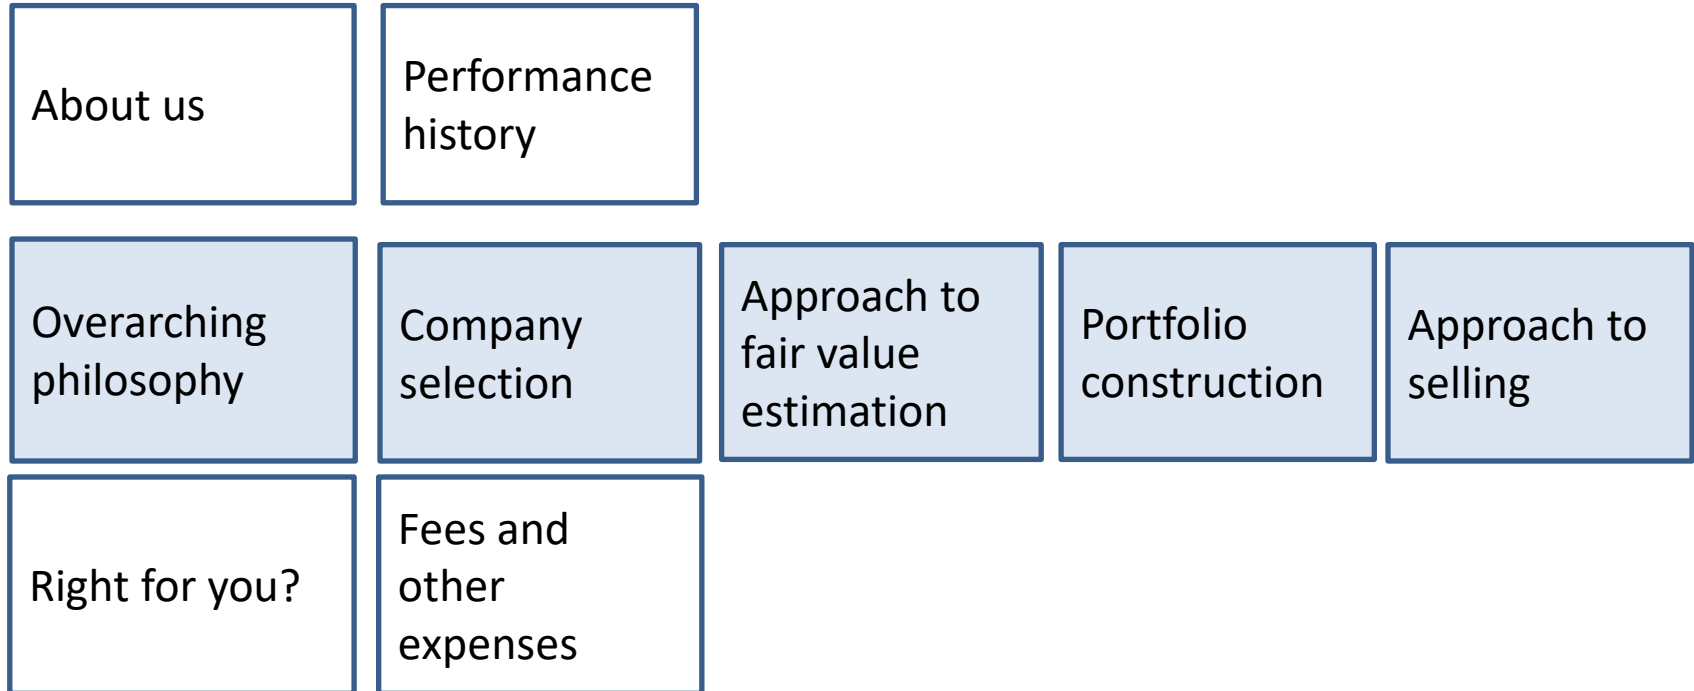 About us
Performance
history
Overarching
philosophy
Company
selection
Approach to
fair value
estimation
Portfolio
construction
Approach to
selling
Right for you?
Fees and
other
expenses